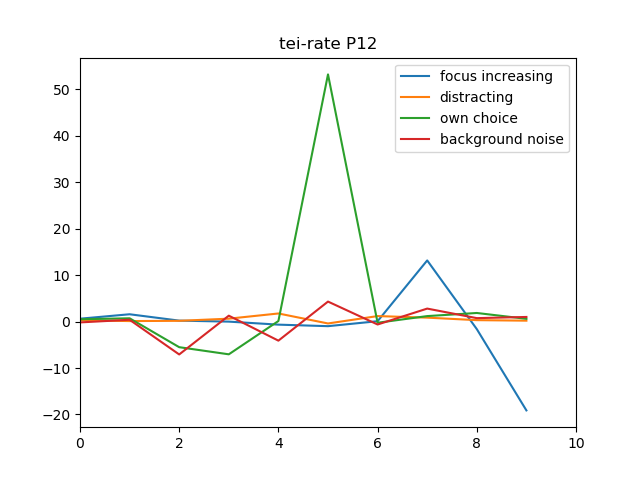 tei-rate P12
focus increasing
distracting
own choice
background noise
50
40
30
20
10
0
−10
−20
0 2 4 6 8 10